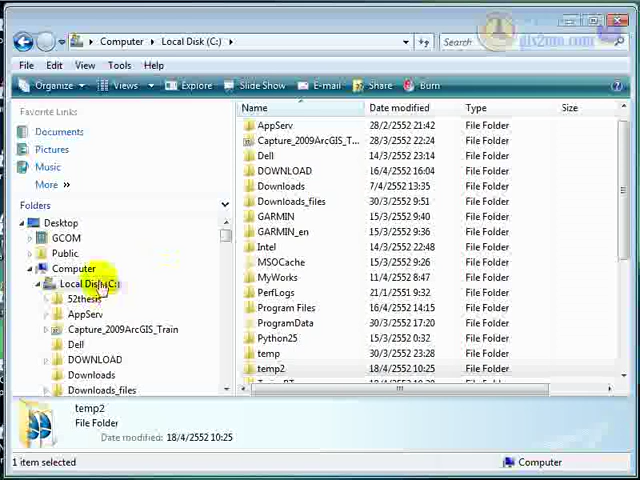 Computer Local Disk (C:) Search
gis2me.com
File Edit View Tools Help
Organize Views Explore Slide Show E-mail Share Burn
Favorite Links
Documents
Pictures
Music
More »
Folders
Desktop
GCOM
Public
Computer
Local Disk (C:)
52thesis
AppServ
Capture_2009ArcGIS_Train
Dell
DOWNLOAD
Downloads
Downloads_files
Name Date modified Type Size
AppServ 28/2/2552 21:42 File Folder
Capture_2009ArcGIS_T... 28/3/2552 22:24 File Folder
Dell 14/3/2552 23:14 File Folder
DOWNLOAD 16/4/2552 16:04 File Folder
Downloads 7/4/2552 13:35 File Folder
Downloads_files 30/3/2552 9:51 File Folder
GARMIN 15/3/2552 9:40 File Folder
GARMIN_en 15/3/2552 9:32 File Folder
Intel 14/3/2552 22:48 File Folder
MSOCache 15/3/2552 9:29 File Folder
MyWorks 11/4/2552 8:47 File Folder
PerfLogs 21/1/2551 9:32 File Folder
Program Files 16/4/2552 14:15 File Folder
ProgramData 30/3/2552 17:20 File Folder
Python25 15/3/2552 0:32 File Folder
temp 30/3/2552 23:28 File Folder
temp2 18/4/2552 10:25 File Folder
temp2
File Folder
Date modified: 18/4/2552 10:25
1 item selected Computer